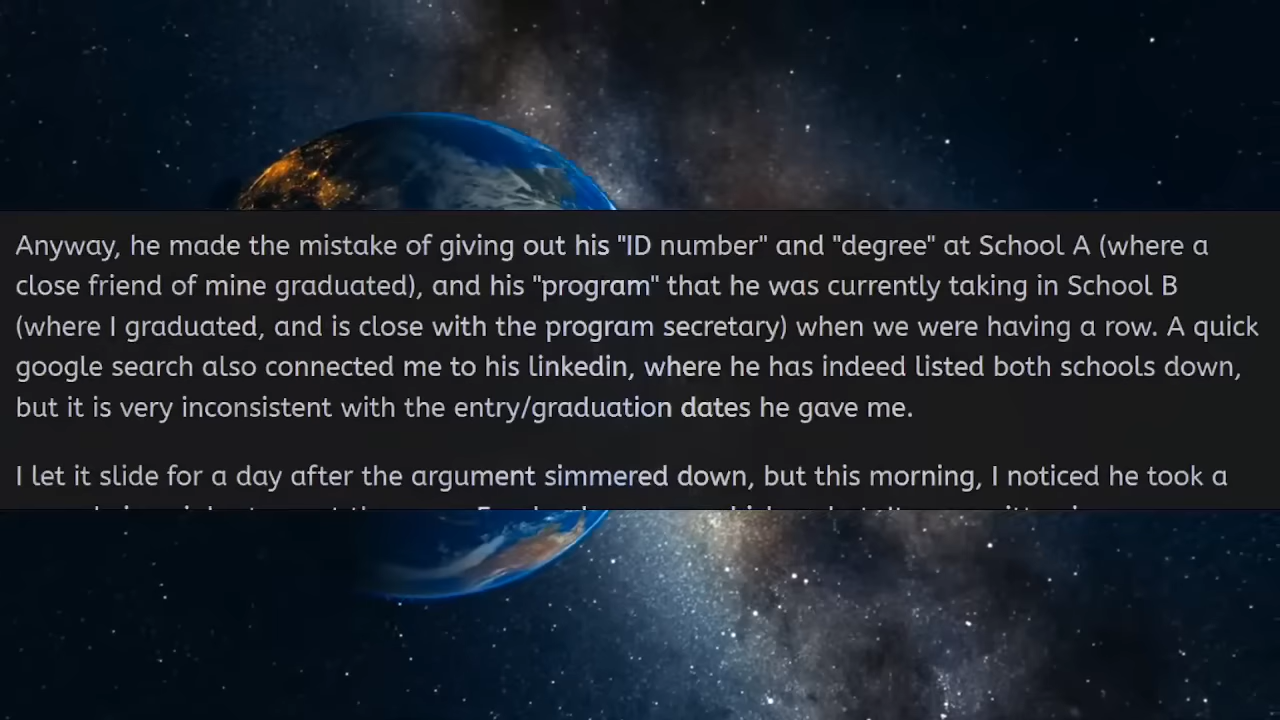 Anyway, he made the mistake of giving out his "ID number" and "degree" at School A (where a
close friend of mine graduated), and his "program" that he was currently taking in School B
(where I graduated, and is close with the program secretary) when we were having a row. A quick
google search also connected me to his linkedin, where he has indeed listed both schools down,
but it is very inconsistent with the entry/graduation dates he gave me.
I let it slide for a day after the argument simmered down, but this morning, I noticed he took a